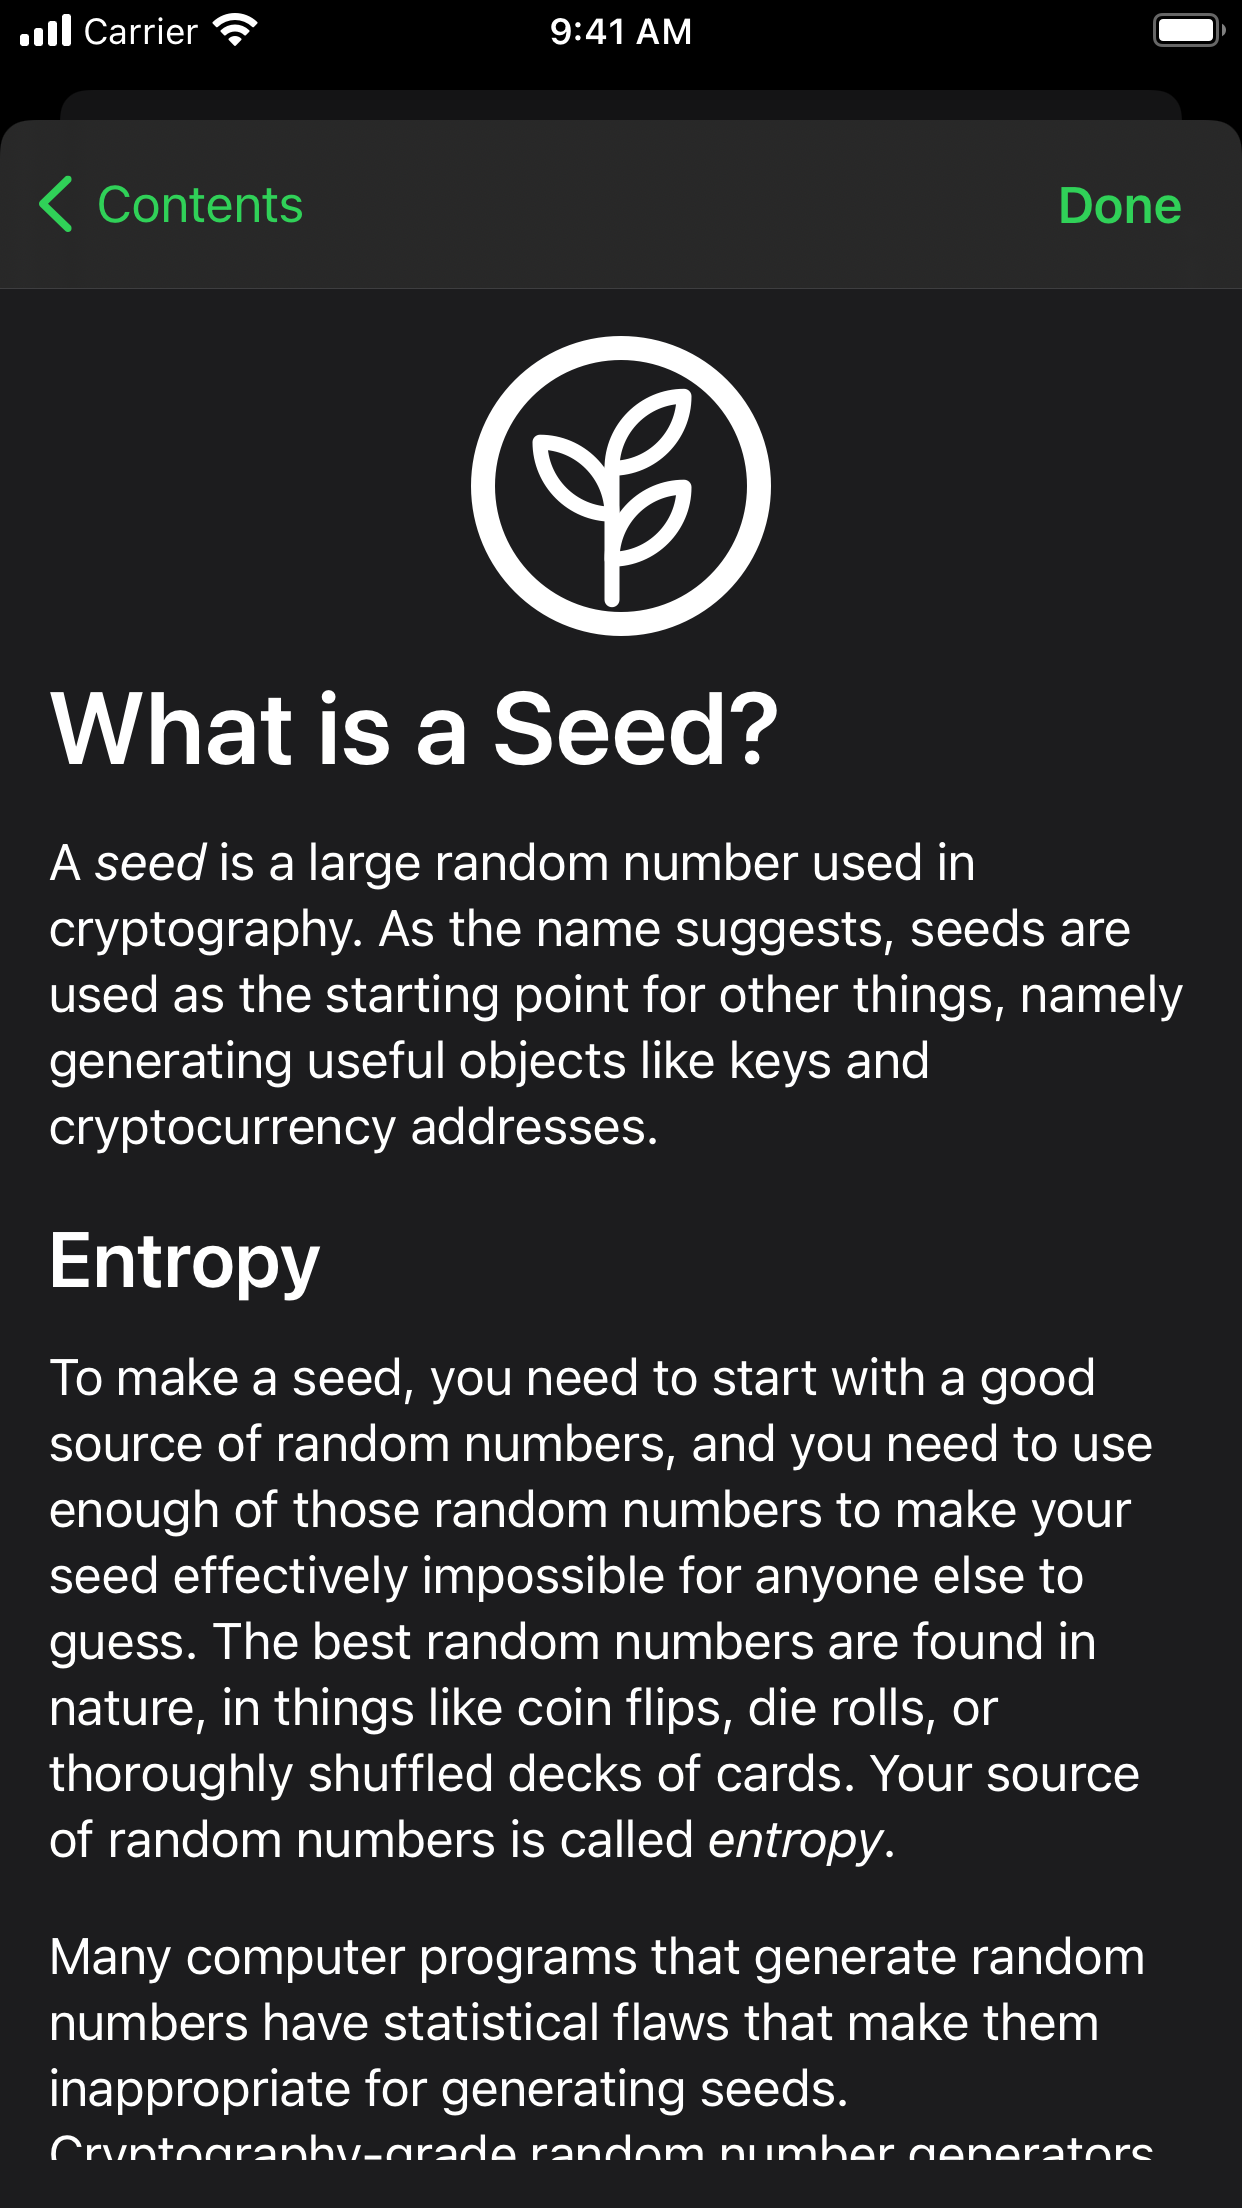 Carrier 9:41 AM
Contents Done
What is a Seed?
A seed is a large random number used in
cryptography. As the name suggests, seeds are
used as the starting point for other things, namely
generating useful objects like keys and
cryptocurrency addresses.
Entropy
To make a seed, you need to start with a good
source of random numbers, and you need to use
enough of those random numbers to make your
seed effectively impossible for anyone else to
guess. The best random numbers are found in
nature, in things like coin flips, die rolls, or
thoroughly shuffled decks of cards. Your source
of random numbers is called entropy.
Many computer programs that generate random
numbers have statistical flaws that make them
inappropriate for generating seeds.
Cryptography-grade random number generators